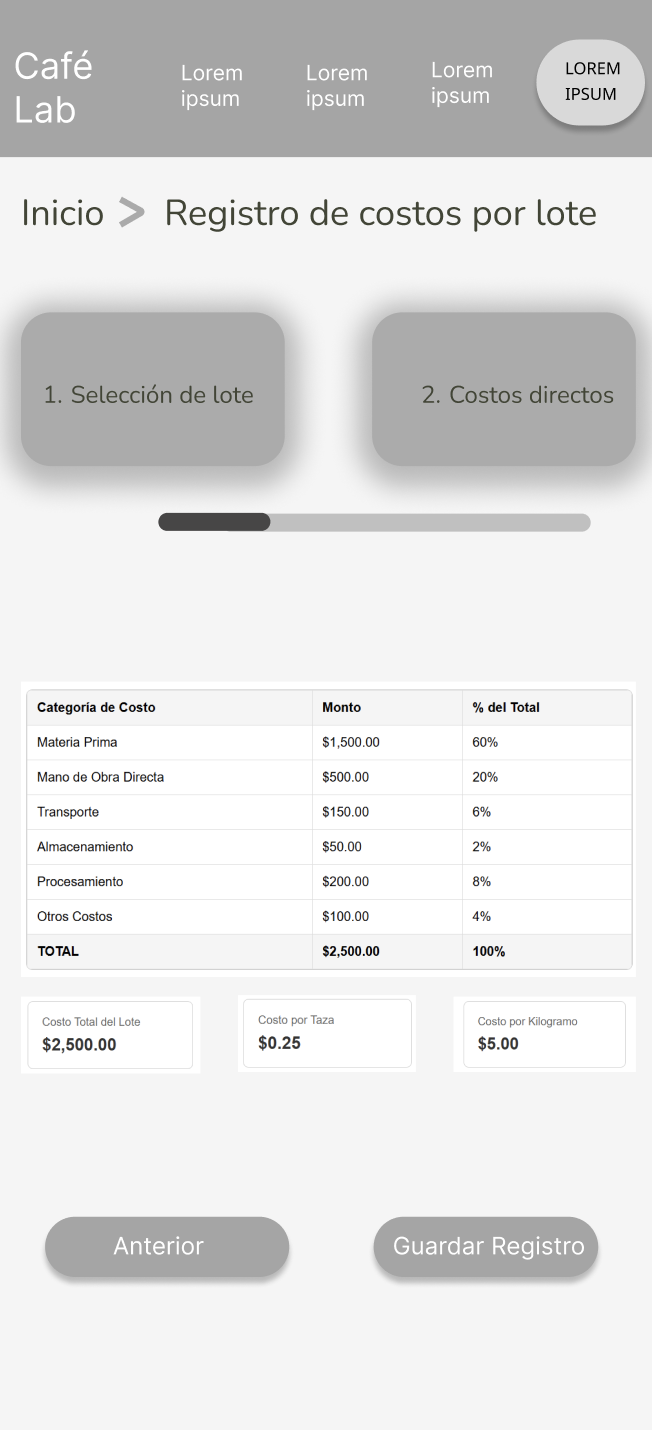 Café
Lab
Lorem
ipsum
Lorem
ipsum
Lorem
ipsum
LOREM
IPSUM
Inicio > Registro de costos por lote
1. Selección de lote
2. Costos directos
Categoría de Costo Monto % del Total
Materia Prima $1,500.00 60%
Mano de Obra Directa $500.00 20%
Transporte $150.00 6%
Almacenamiento $50.00 2%
Procesamiento $200.00 8%
Otros Costos $100.00 4%
TOTAL $2,500.00 100%
Costo Total del Lote
$2,500.00
Costo por Taza
$0.25
Costo por Kilogramo
$5.00
Anterior
Guardar Registro